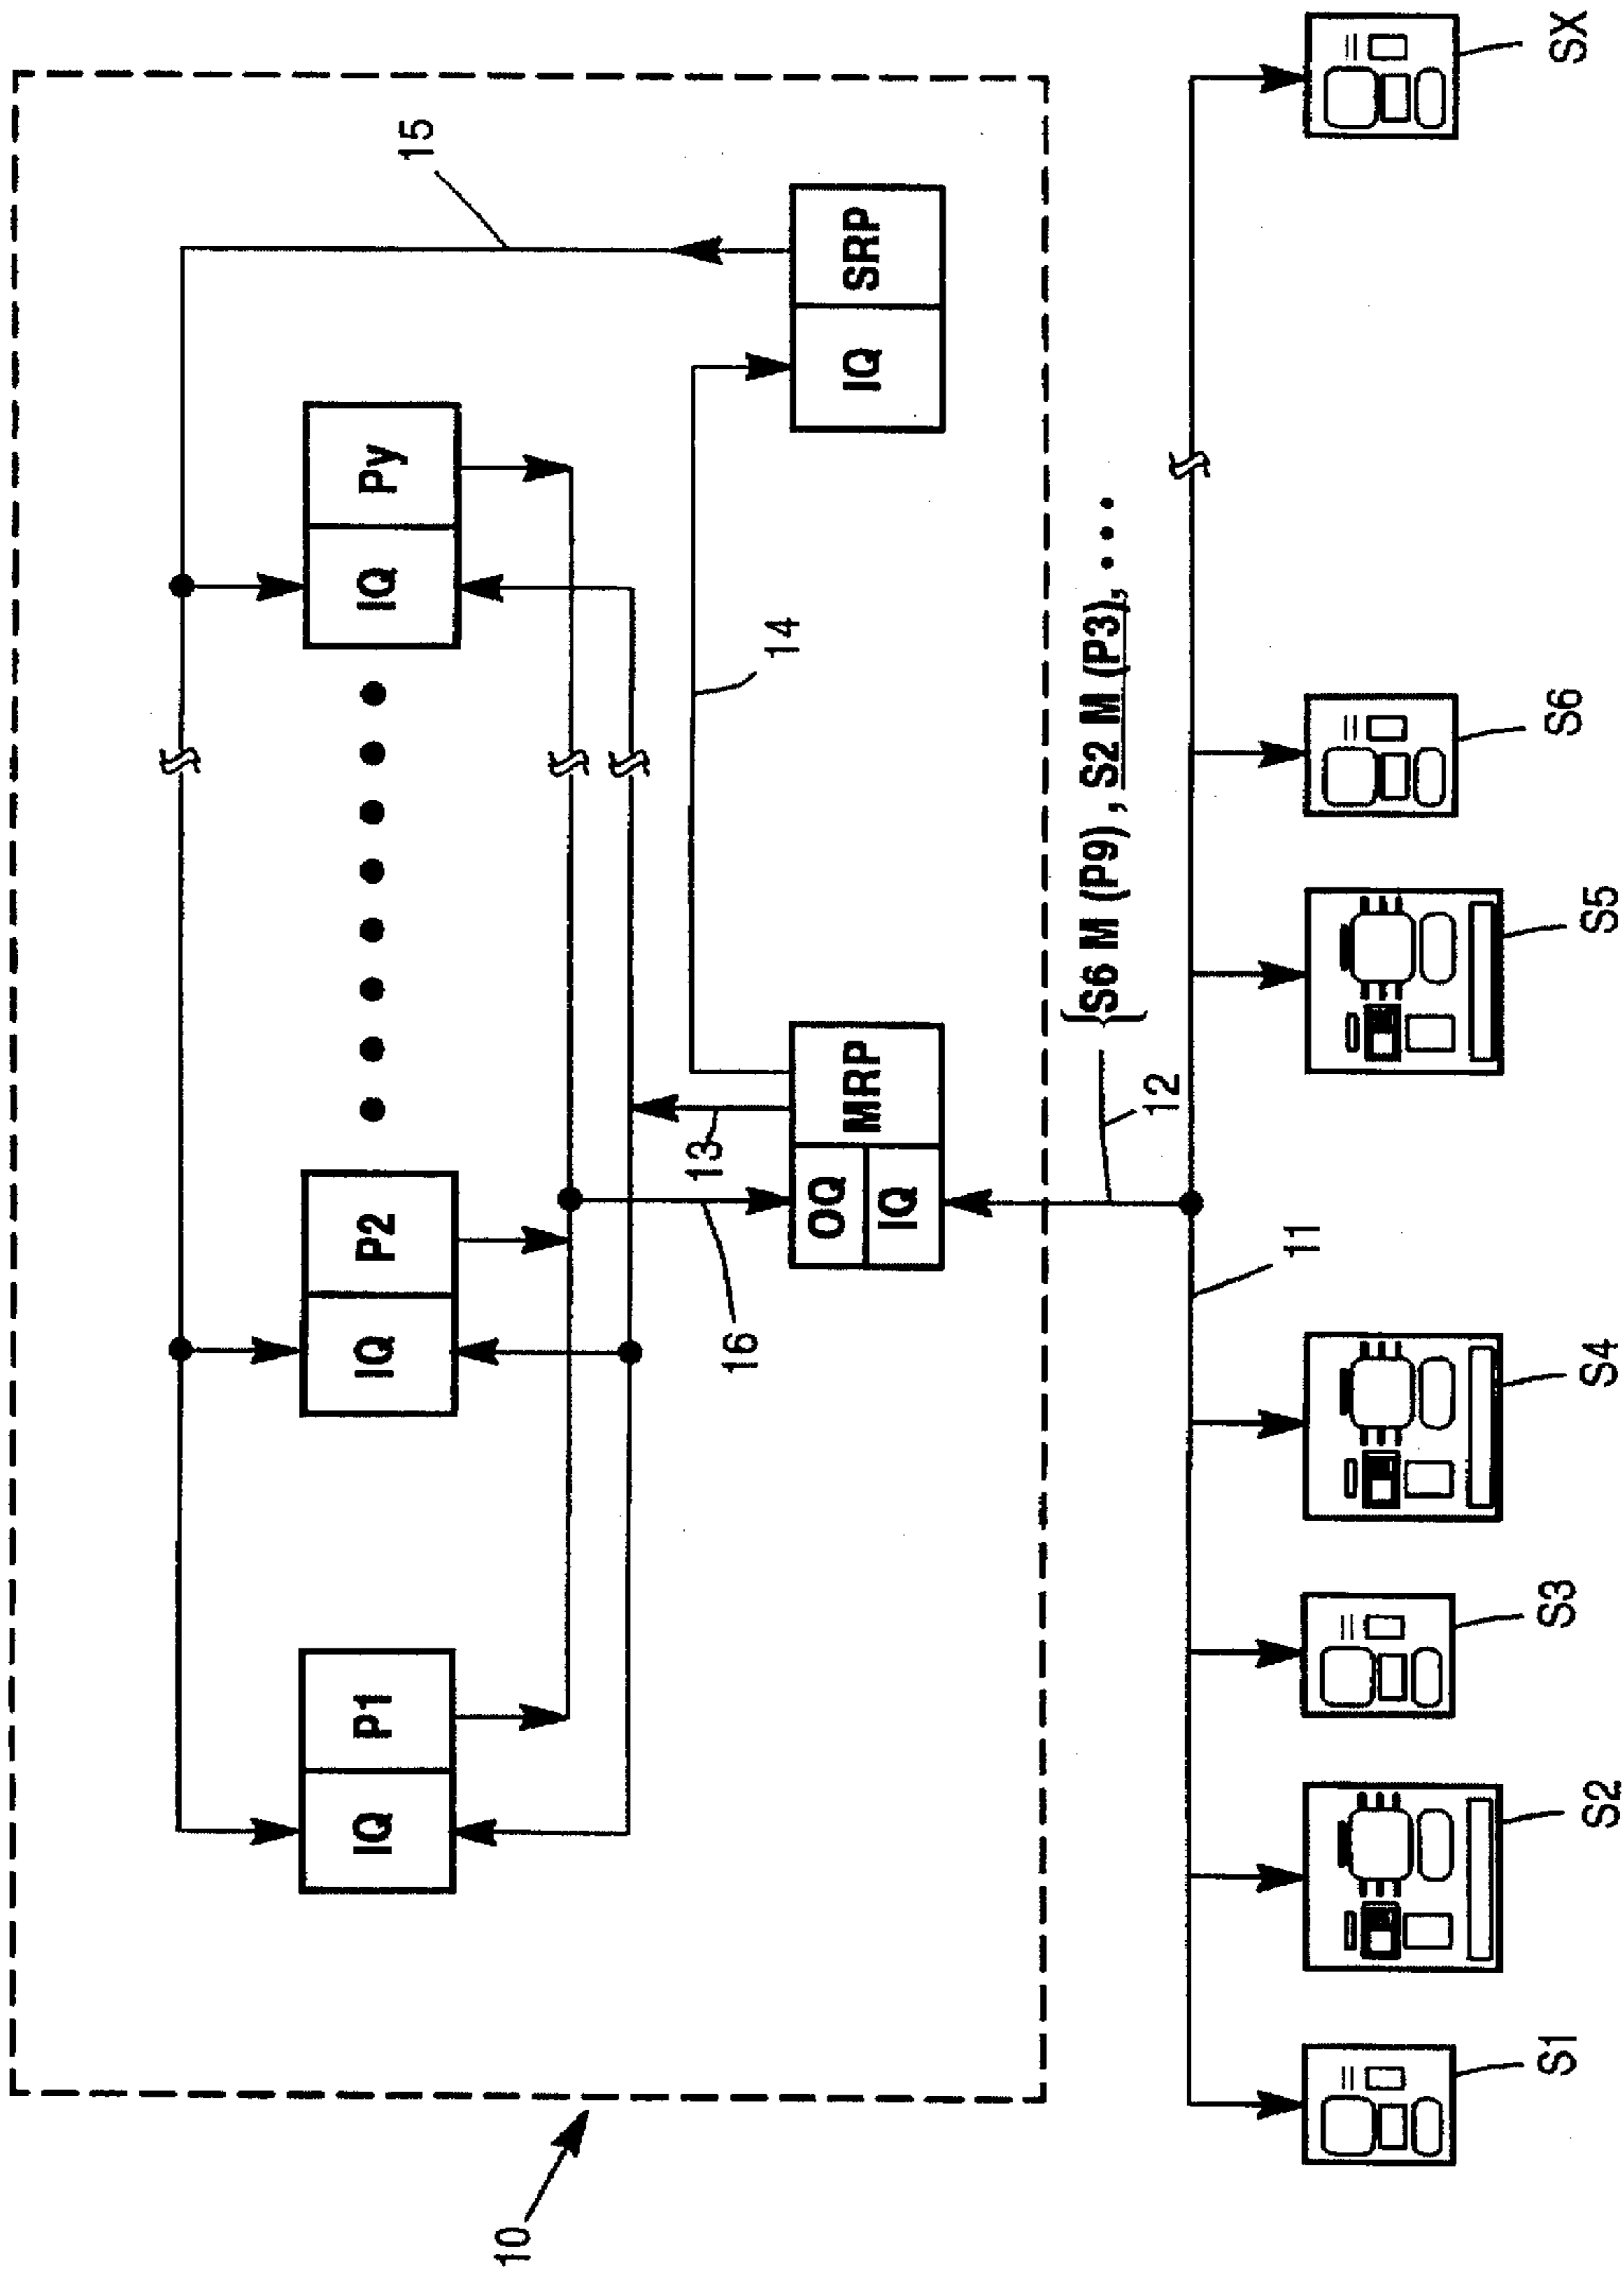 10
15
IQ P1
IQ P2
IQ Py
16
13
14
OQ
IQ
MRP
IQ SRP
12
{S6 M (P9), S2 M (P3), • • •
11
S1
S2
S3
S4
S5
S6
SX